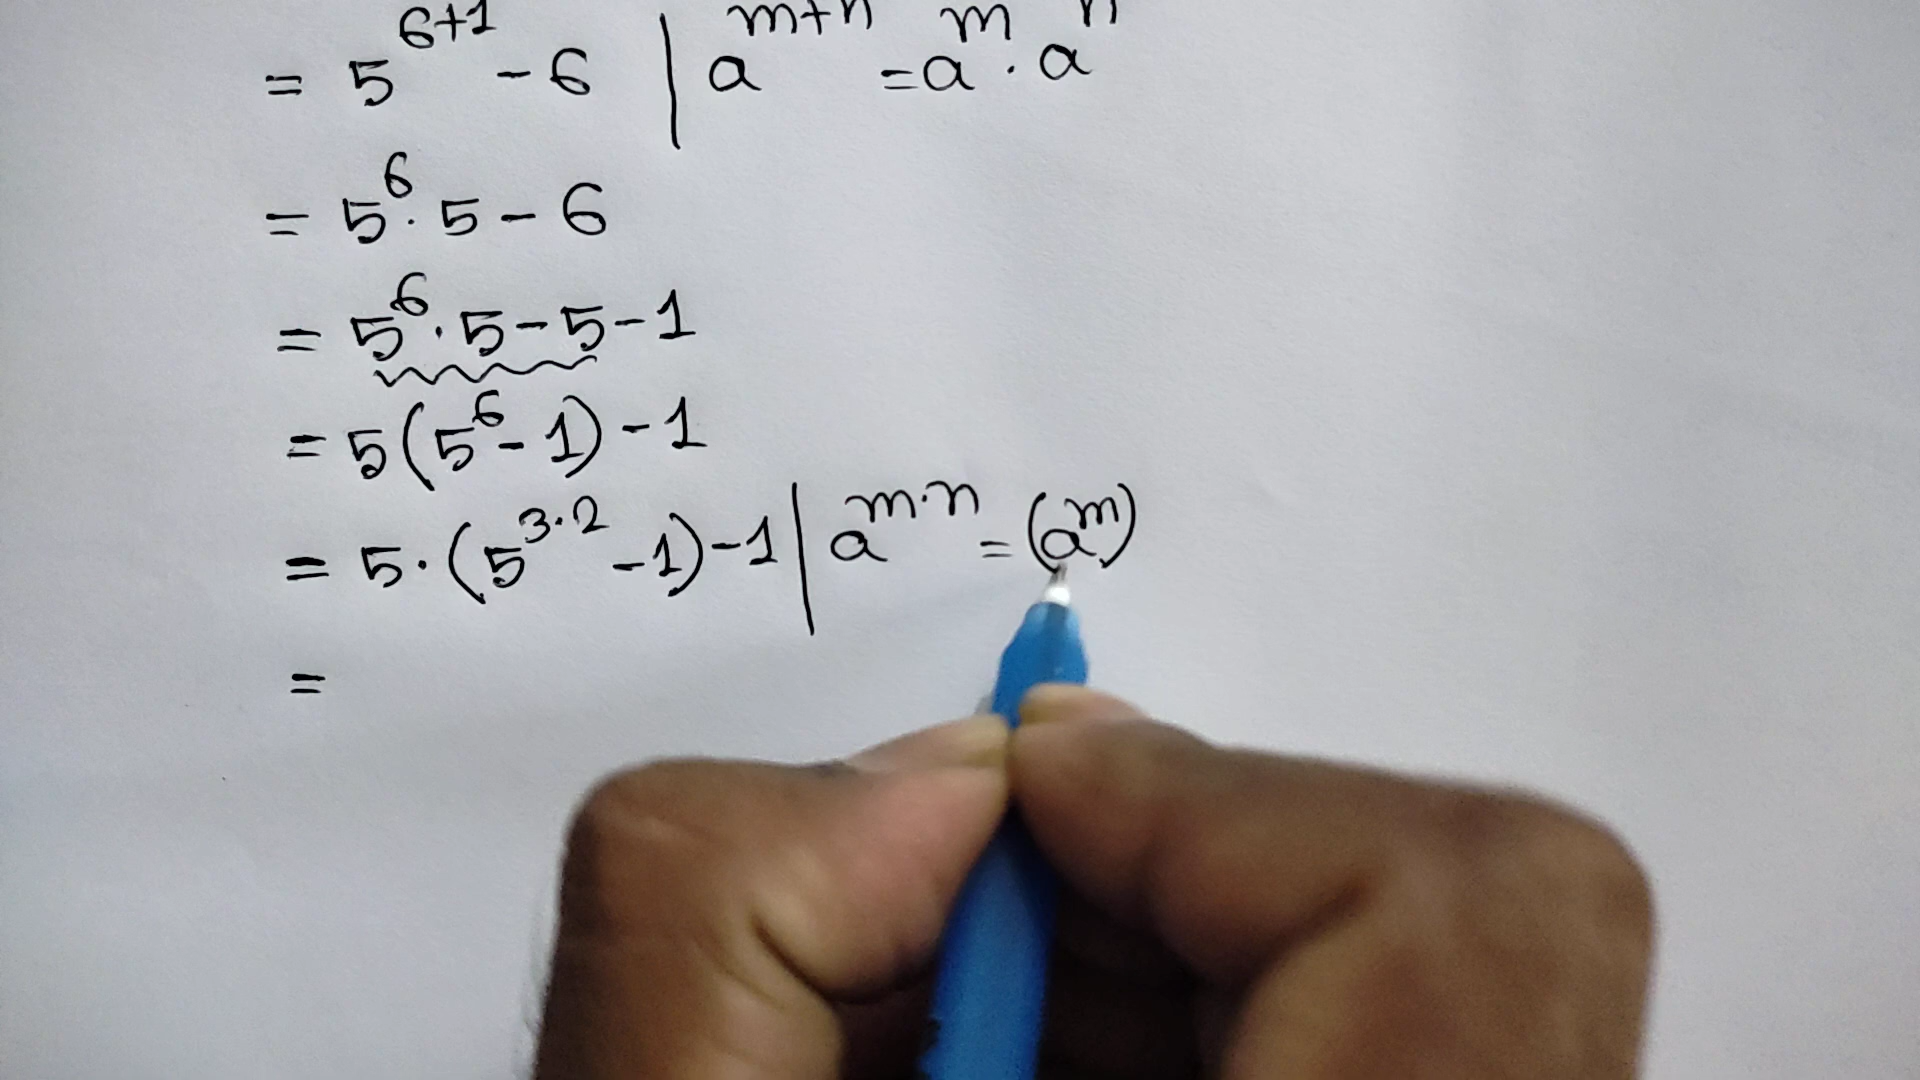 = 5^{6+1} - 6 | a^{m+n} = a^m · a^n
= 5^6 · 5 - 6
= 5^6 · 5 - 5 - 1
= 5(5^6 - 1) - 1
= 5 · (5^{3·2} - 1) - 1 | a^{m·n} = (a^m)
=